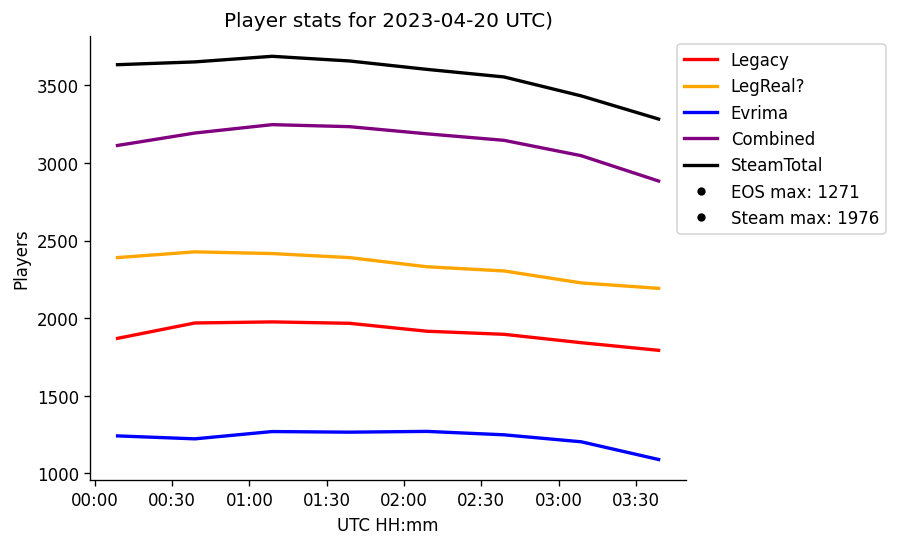 Player stats for 2023-04-20 UTC)
Legacy
LegReal?
Evrima
Combined
SteamTotal
EOS max: 1271
Steam max: 1976
Players
3500
3000
2500
2000
1500
1000
00:00 00:30 01:00 01:30 02:00 02:30 03:00 03:30
UTC HH:mm